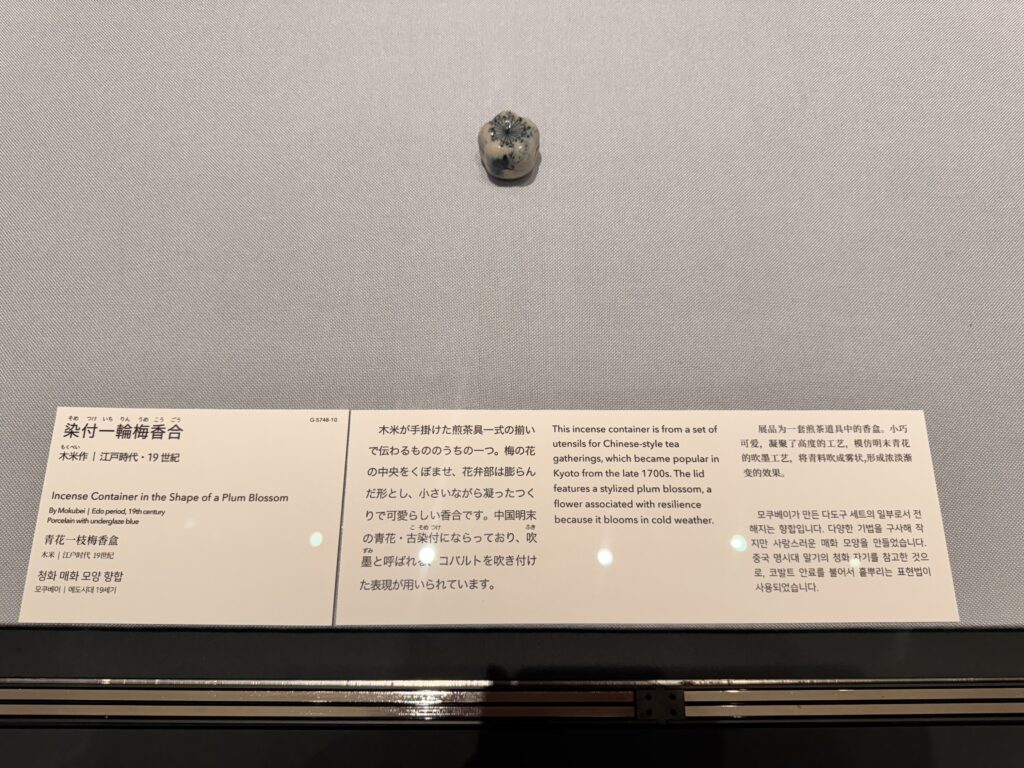 そめ つけ いち りん うめ こう ごう
染付一輪梅香合
もくべい
木米作｜江戸時代・19 世紀
G-5748-10
Incense Container in the Shape of a Plum Blossom
By Mokubei | Edo period, 19th century
Porcelain with underglaze blue
青花一枝梅香盒
木米 | 江户时代 19世纪
청화 매화 모양 향합
모쿠베이 | 에도시대 19세기
木米が手掛けた煎茶具一式の揃い
で伝わるもののうちの一つ。梅の花
の中央をくぼませ、花弁部は膨らん
だ形とし、小さいながら凝ったつく
りで可愛らしい香合です。中国明末
こ そめ つけ ふき
の青花・古染付にならっており、吹
ずみ
墨と呼ばれる、コバルトを吹き付け
た表現が用いられています。
This incense container is from a set of
utensils for Chinese-style tea
gatherings, which became popular in
Kyoto from the late 1700s. The lid
features a stylized plum blossom, a
flower associated with resilience
because it blooms in cold weather.
展品为一套煎茶道具中的香盒。小巧
可爱，凝聚了高度的工艺，模仿明末青花
的吹墨工艺，将青料吹成雾状,形成浓淡渐
变的效果。
모쿠베이가 만든 다도구 세트의 일부로서 전
해지는 향합입니다. 다양한 기법을 구사해 작
지만 사랑스러운 매화 모양을 만들었습니다.
중국 명시대 말기의 청화 자기를 참고한 것으
로, 코발트 안료를 불어서 흩뿌리는 표현법이
사용되었습니다.